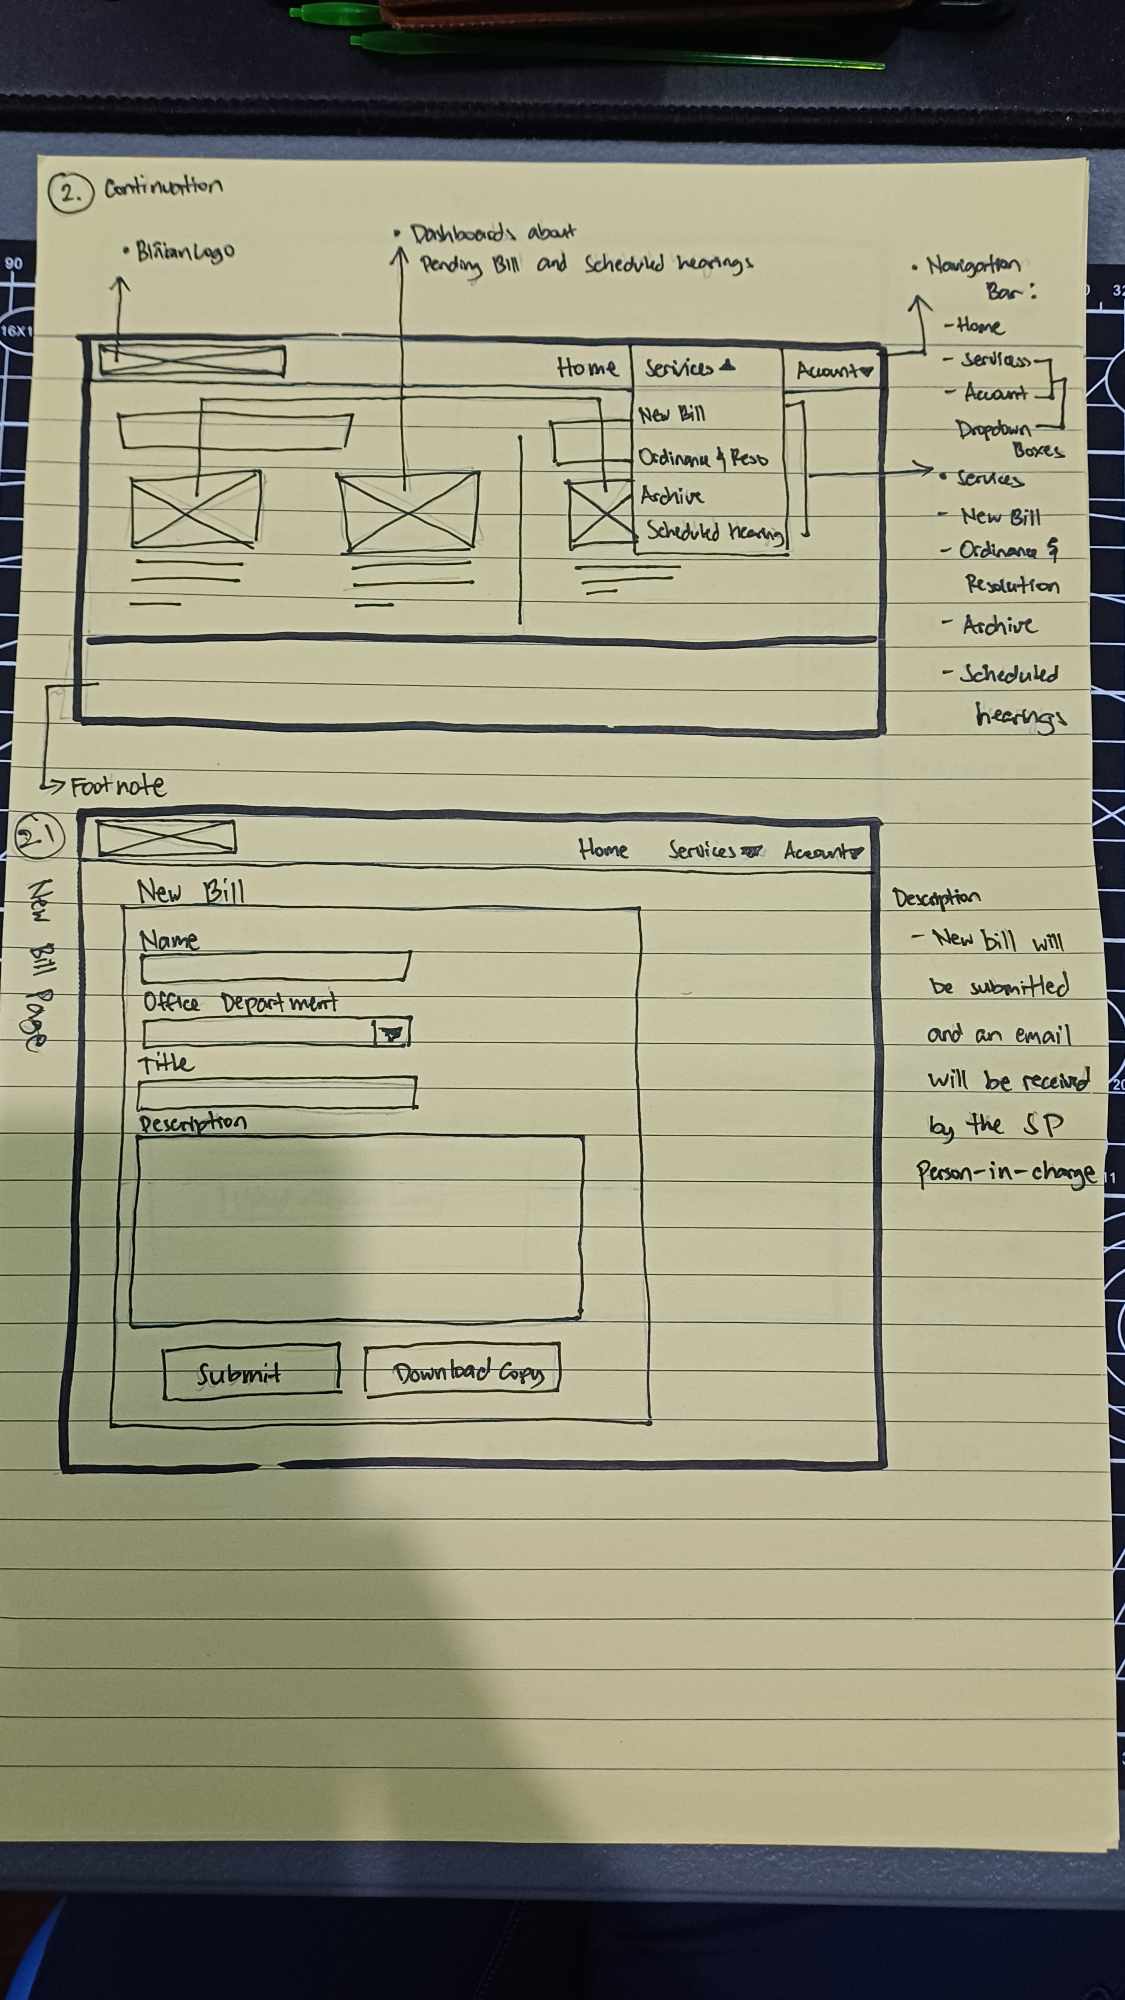 2. Continuation
• Biñan Logo
• Dashboards about
Pending Bill and Scheduled hearings
• Navigation
Bar:
- Home
- Services
- Account
Dropdown
Boxes
• Services
- New Bill
- Ordinance &
Resolution
- Archive
- Scheduled
hearings
Home Services Account
New Bill
Ordinance & Reso
Archive
Scheduled hearing
Footnote
2.1
New Bill Page
Home Services Account
New Bill
Name
Office Department
Title
Description
Submit Download Copy
Description
- New bill will
be submitted
and an email
will be received
by the SP
Person-in-charge
90
16X1
11